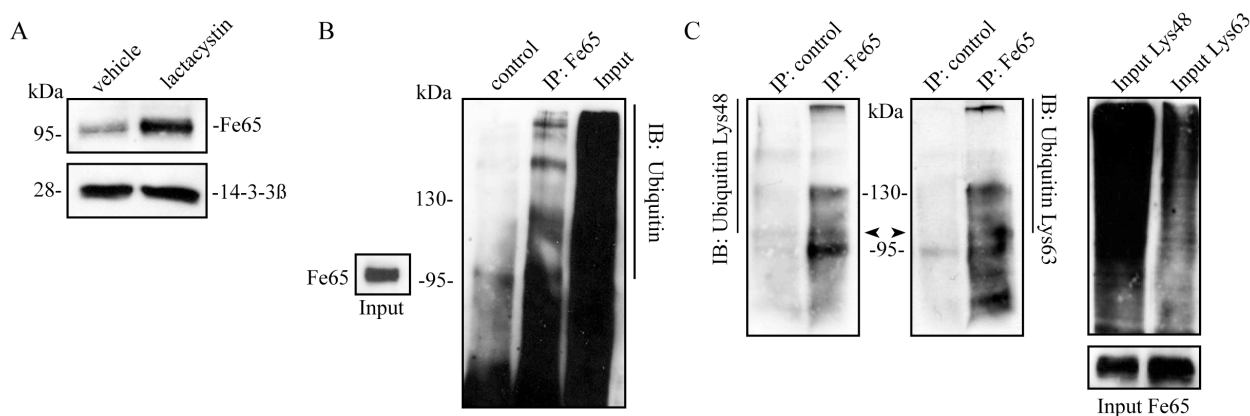 A
vehicle
lactacystin
kDa
95-
-Fe65
28-
-14-3-3ß
B
control
IP: Fe65
Input
kDa
130-
-95-
IB: Ubiquitin
Fe65
Input
C
IP: control
IP: Fe65
IP: control
IP: Fe65
Input Lys48
Input Lys63
IB: Ubiquitin Lys48
kDa
-130-
-95-
IB: Ubiquitin Lys63
Input Fe65